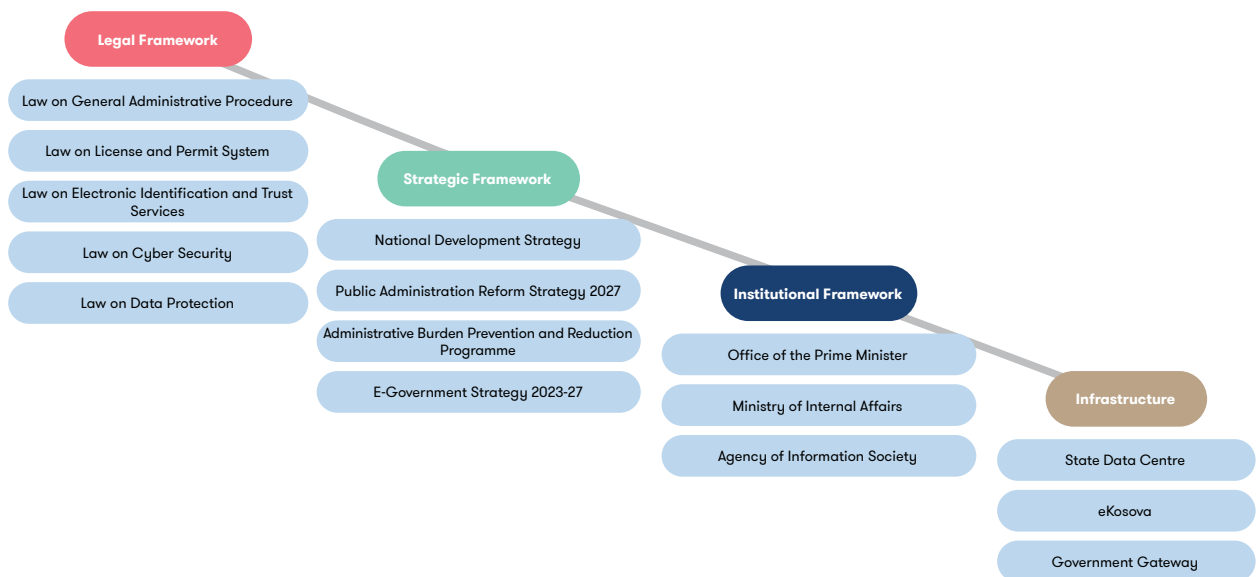 Legal Framework
Law on General Administrative Procedure
Law on License and Permit System
Law on Electronic Identification and Trust
Services
Law on Cyber Security
Law on Data Protection
Strategic Framework
National Development Strategy
Public Administration Reform Strategy 2027
Administrative Burden Prevention and Reduction
Programme
E-Government Strategy 2023-27
Institutional Framework
Office of the Prime Minister
Ministry of Internal Affairs
Agency of Information Society
Infrastructure
State Data Centre
eKosova
Government Gateway